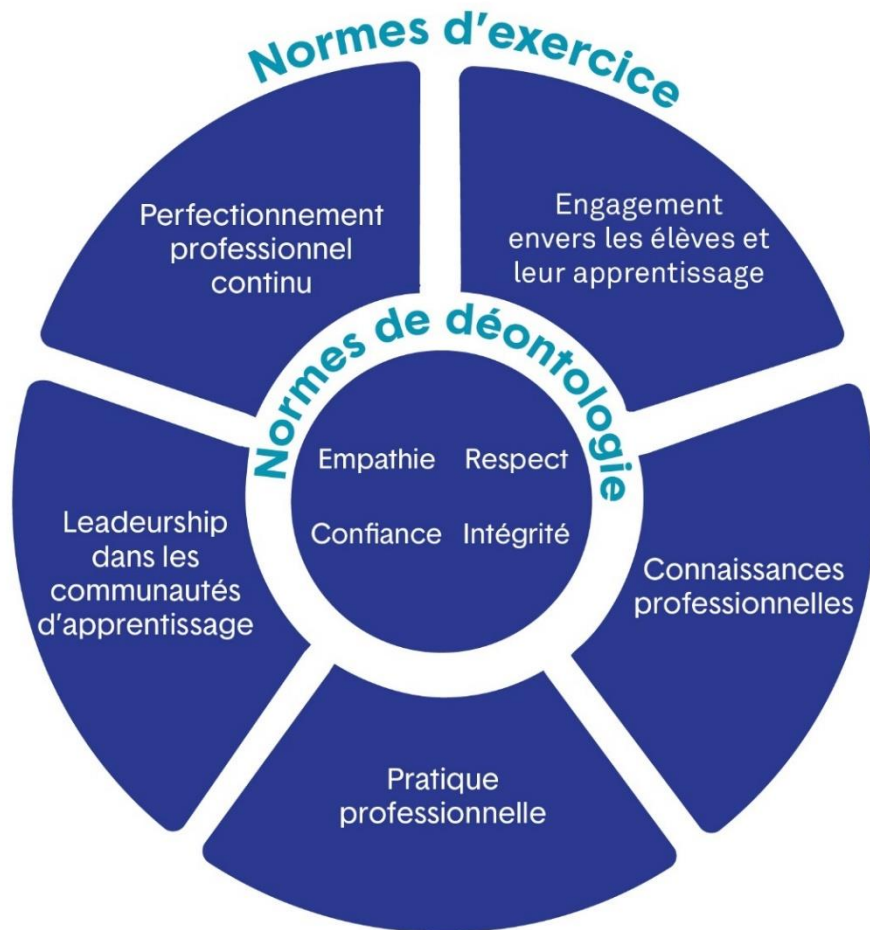 Normes d'exercice
Perfectionnement
professionnel
continu
Engagement
envers les élèves et
leur apprentissage
Normes de déontologie
Empathie Respect
Confiance Intégrité
Leadeurship
dans les
communautés
d'apprentissage
Connaissances
professionnelles
Pratique
professionnelle